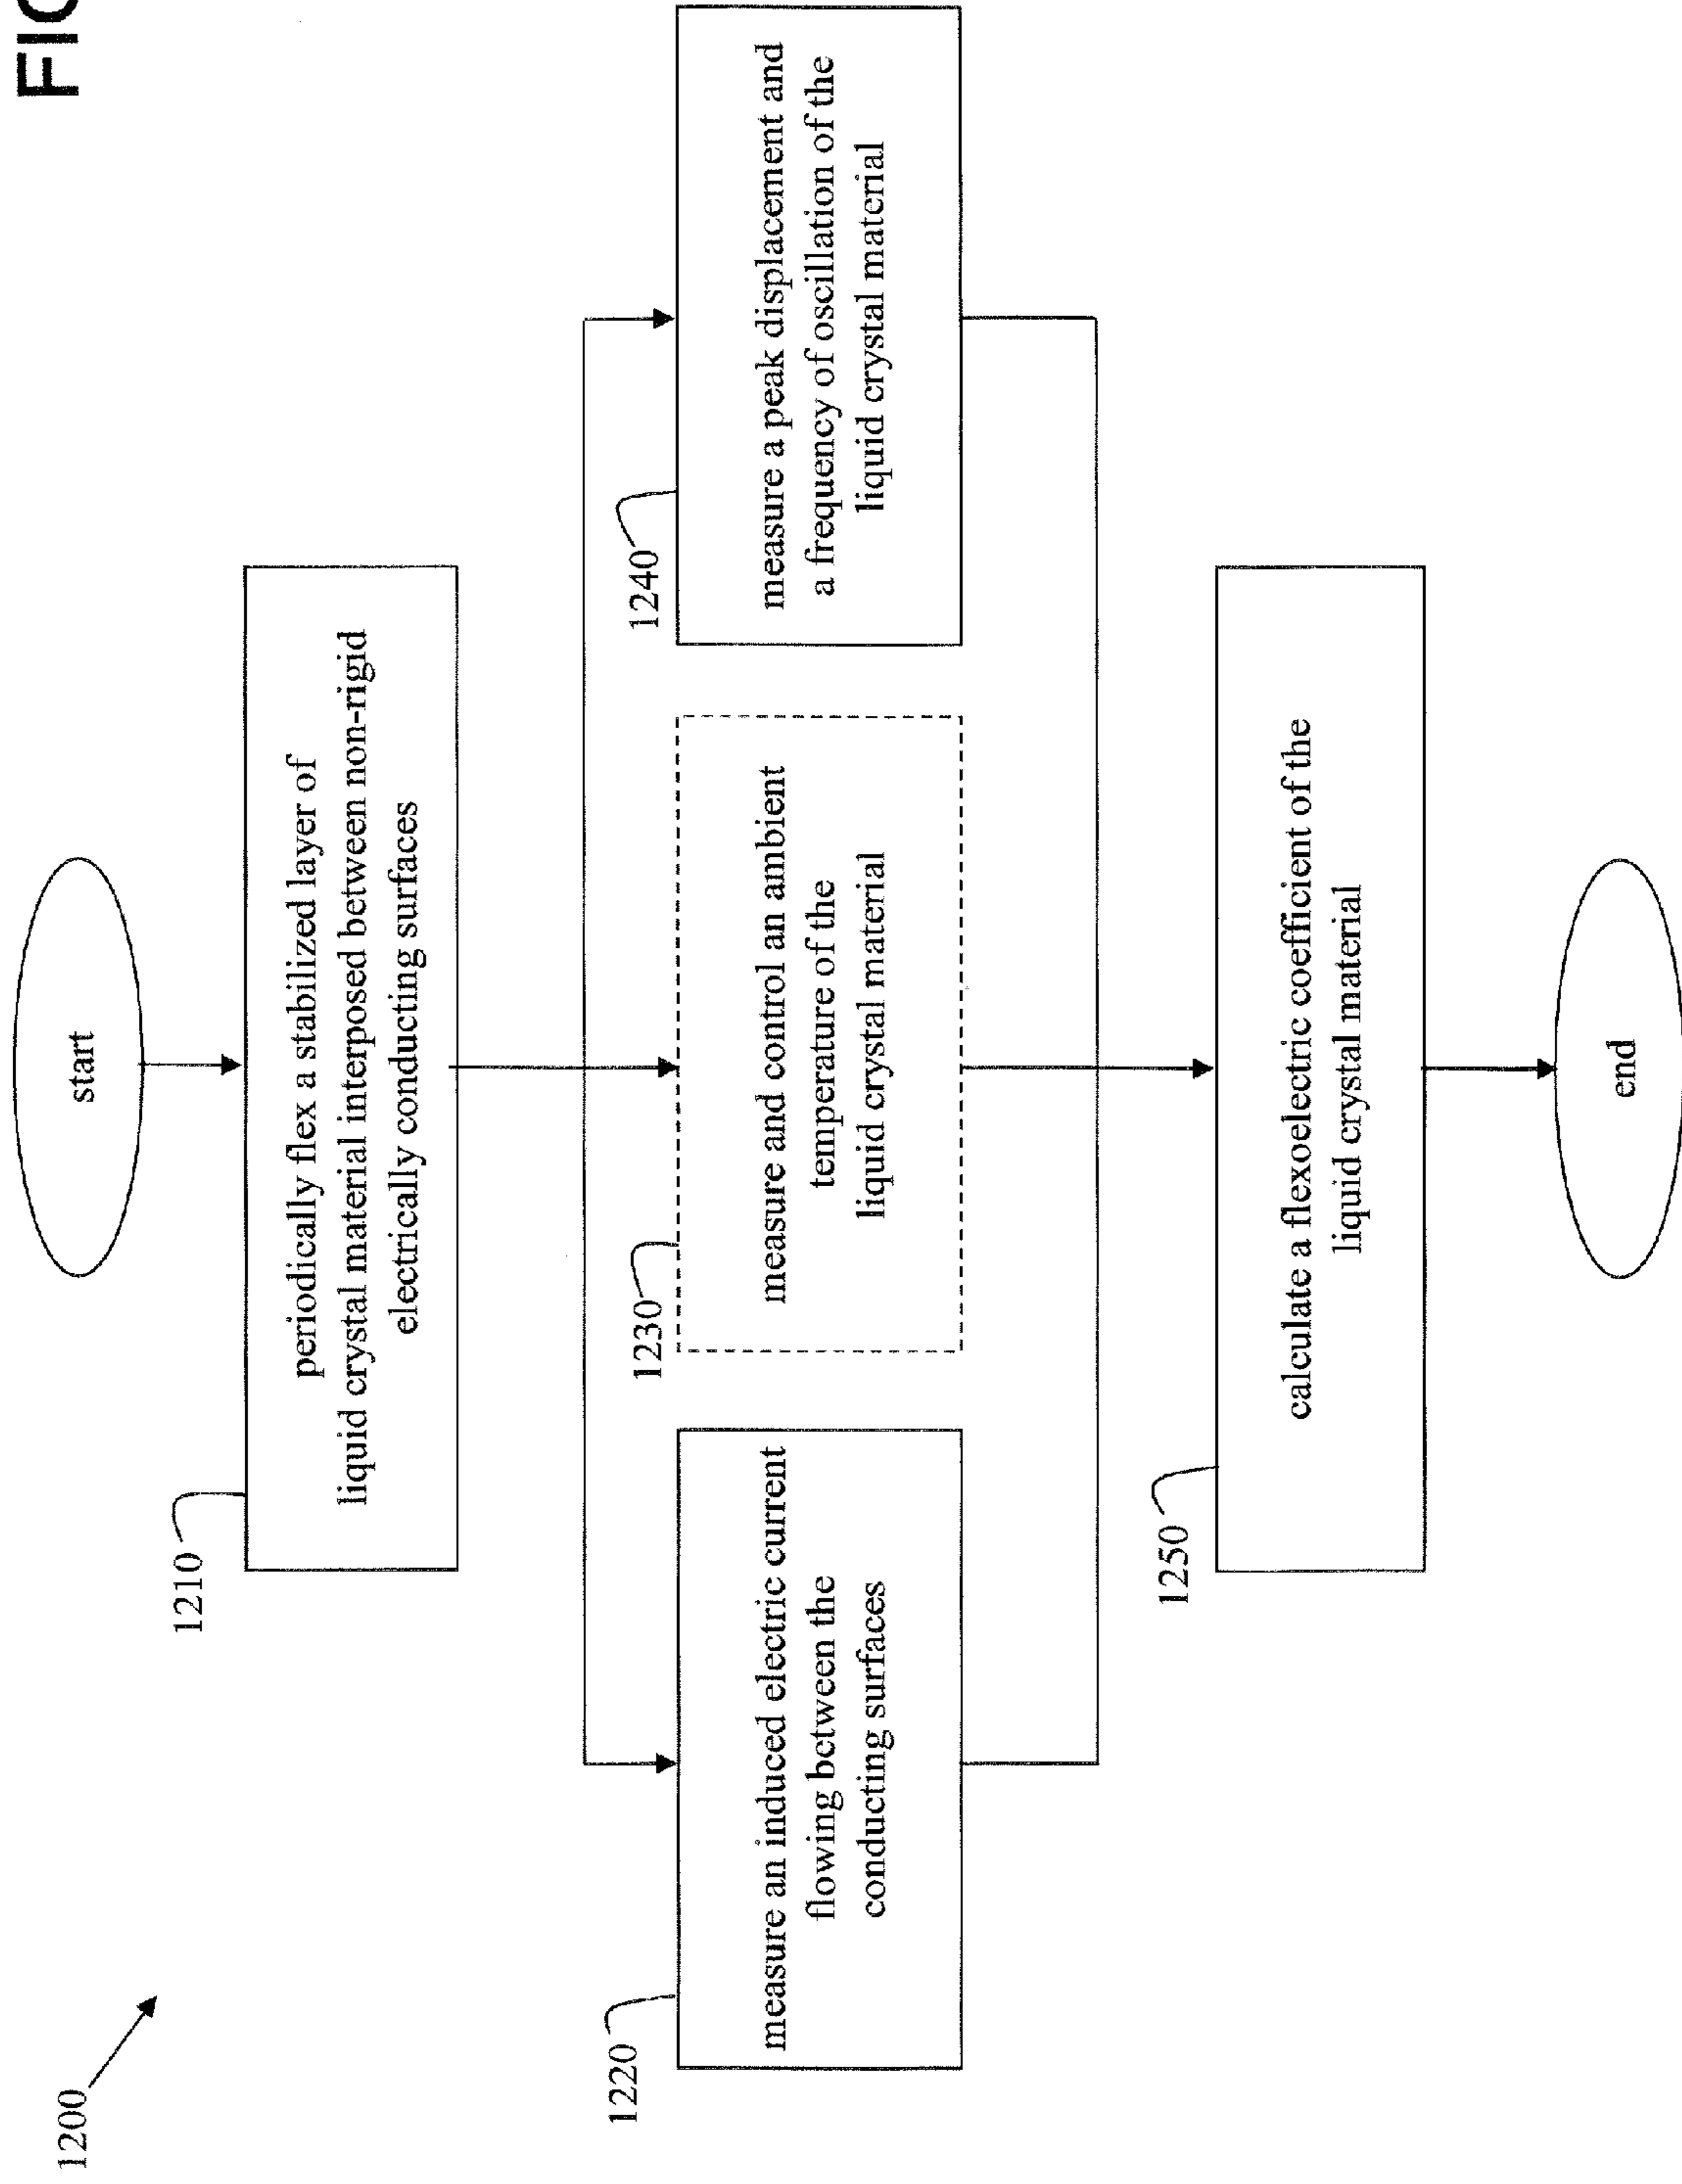 FIG
1200
start
1210
periodically flex a stabilized layer of
liquid crystal material interposed between non-rigid
electrically conducting surfaces
1220
measure an induced electric current
flowing between the
conducting surfaces
1230
measure and control an ambient
temperature of the
liquid crystal material
1240
measure a peak displacement and
a frequency of oscillation of the
liquid crystal material
1250
calculate a flexoelectric coefficient of the
liquid crystal material
end